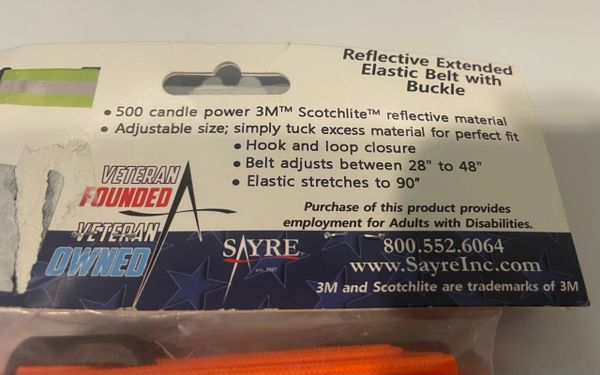 Reflective Extended
Elastic Belt with
Buckle
• 500 candle power 3M™ Scotchlite™ reflective material
• Adjustable size; simply tuck excess material for perfect fit
• Hook and loop closure
• Belt adjusts between 28" to 48"
• Elastic stretches to 90"
VETERAN
FOUNDED
VETERAN
OWNED
Purchase of this product provides
employment for Adults with Disabilities.
SAYRE
800.552.6064
www.SayreInc.com
3M and Scotchlite are trademarks of 3M